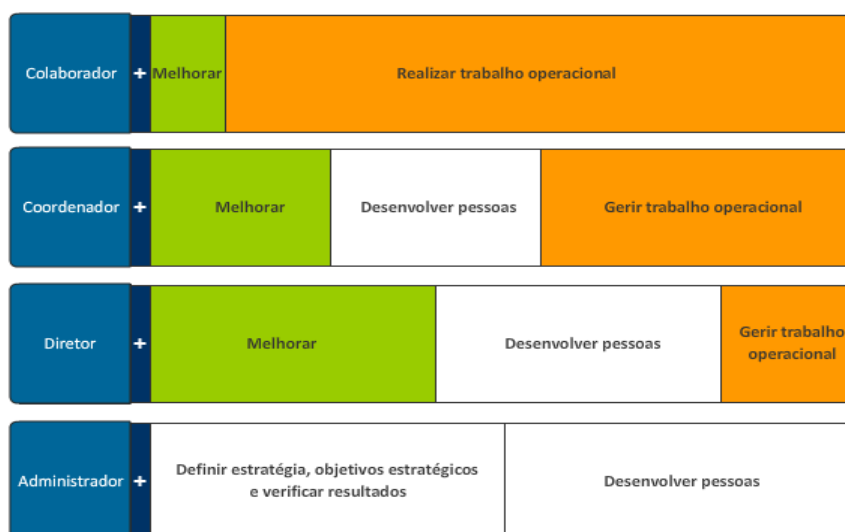 Colaborador + Melhorar Realizar trabalho operacional
Coordenador + Melhorar Desenvolver pessoas Gerir trabalho operacional
Diretor + Melhorar Desenvolver pessoas Gerir trabalho
operacional
Administrador + Definir estratégia, objetivos estratégicos
e verificar resultados
Desenvolver pessoas